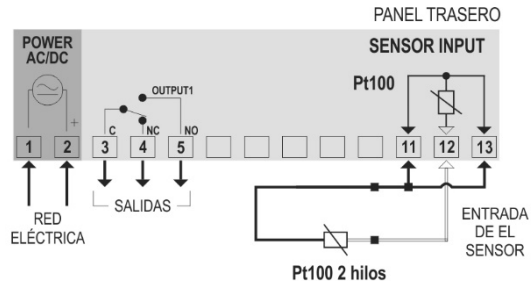 PANEL TRASERO
POWER
AC/DC
+
SENSOR INPUT
Pt100
OUTPUT1
C
NC
NO
1
2
3
4
5
11
12
13
RED
ELÉCTRICA
SALIDAS
ENTRADA
DE EL
SENSOR
Pt100 2 hilos